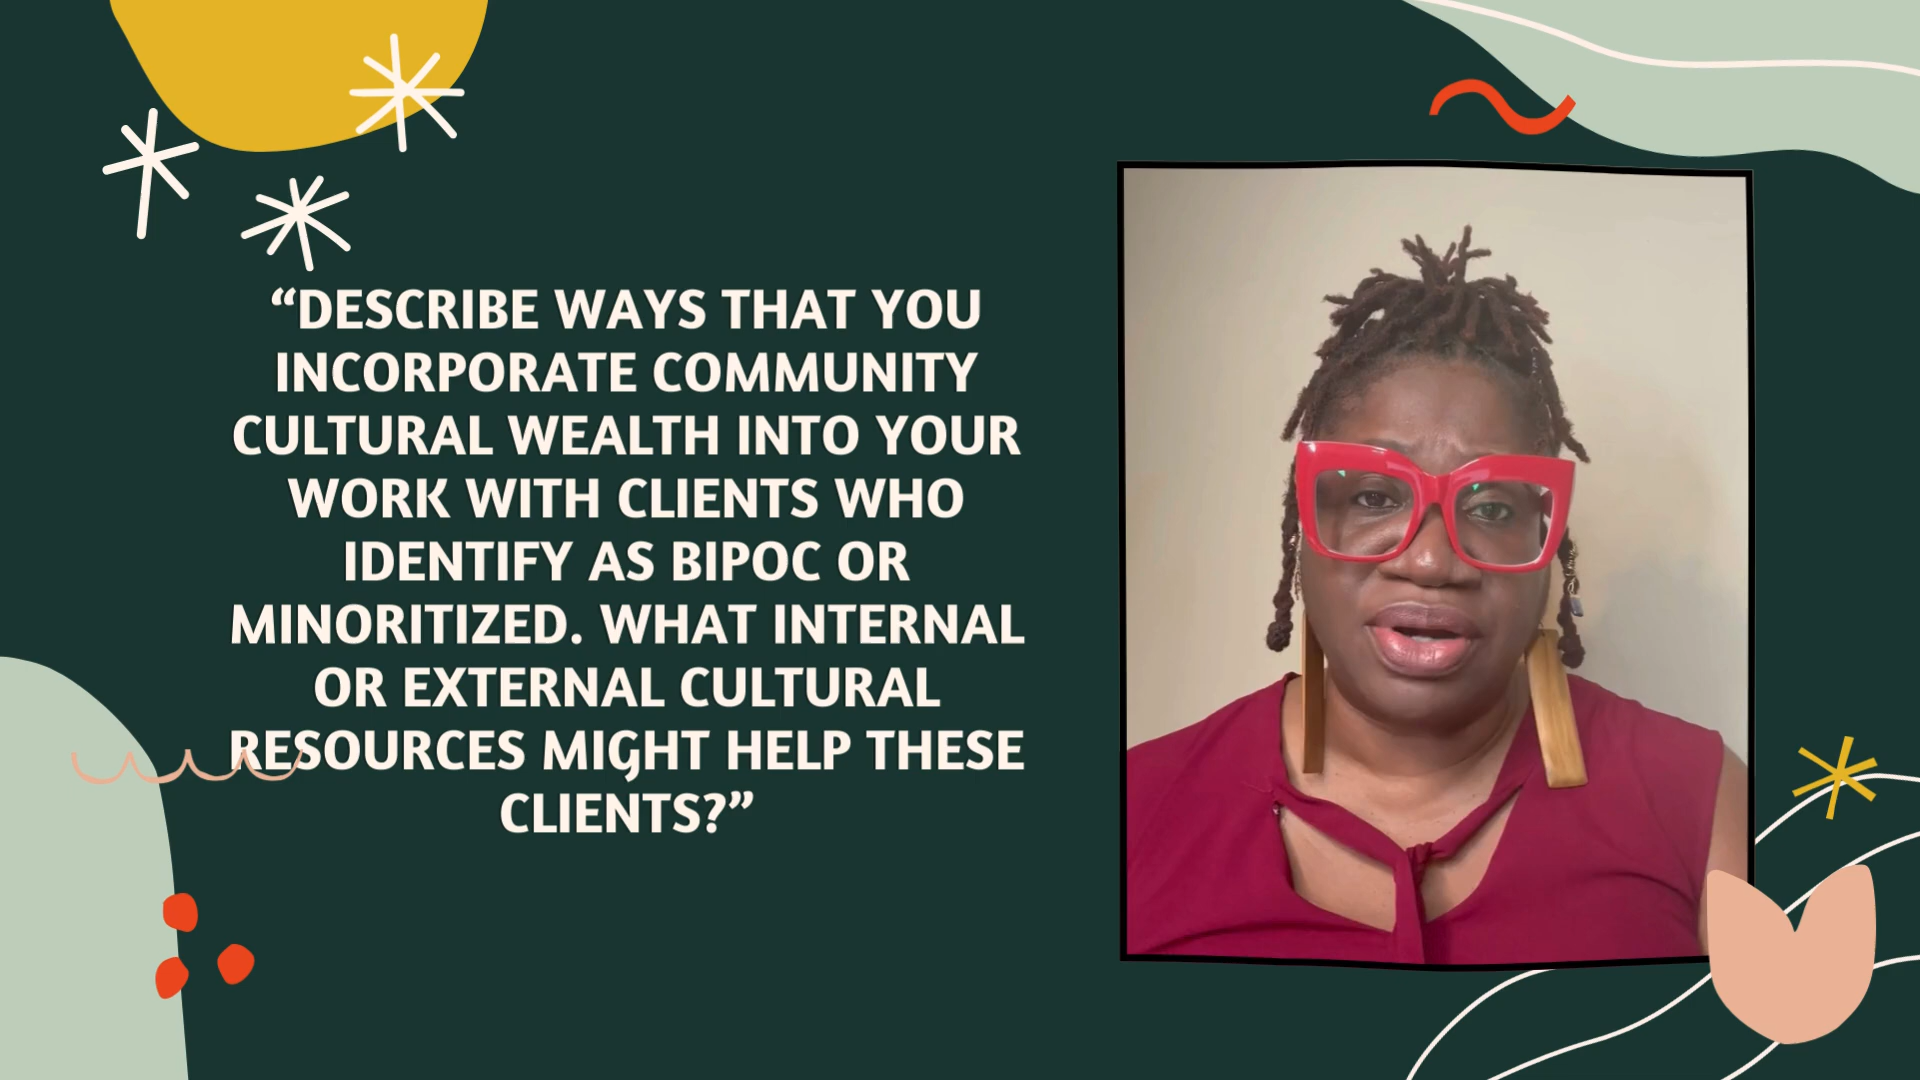 “DESCRIBE WAYS THAT YOU
INCORPORATE COMMUNITY
CULTURAL WEALTH INTO YOUR
WORK WITH CLIENTS WHO
IDENTIFY AS BIPOC OR
MINORITIZED. WHAT INTERNAL
OR EXTERNAL CULTURAL
RESOURCES MIGHT HELP THESE
CLIENTS?”